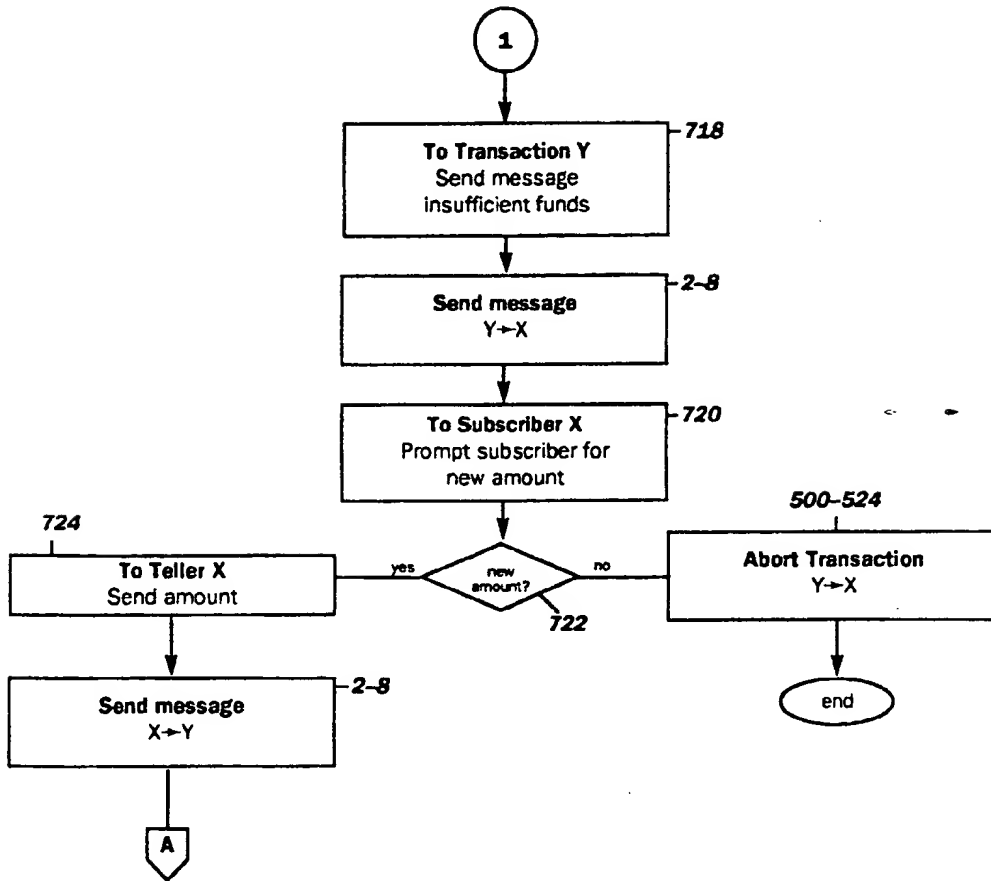 1
718
To Transaction Y
Send message
insufficient funds
2-8
Send message
Y→X
720
To Subscriber X
Prompt subscriber for
new amount
724
To Teller X
Send amount
yes
new
amount?
no
722
500-524
Abort Transaction
Y→X
2-8
Send message
X→Y
end
A